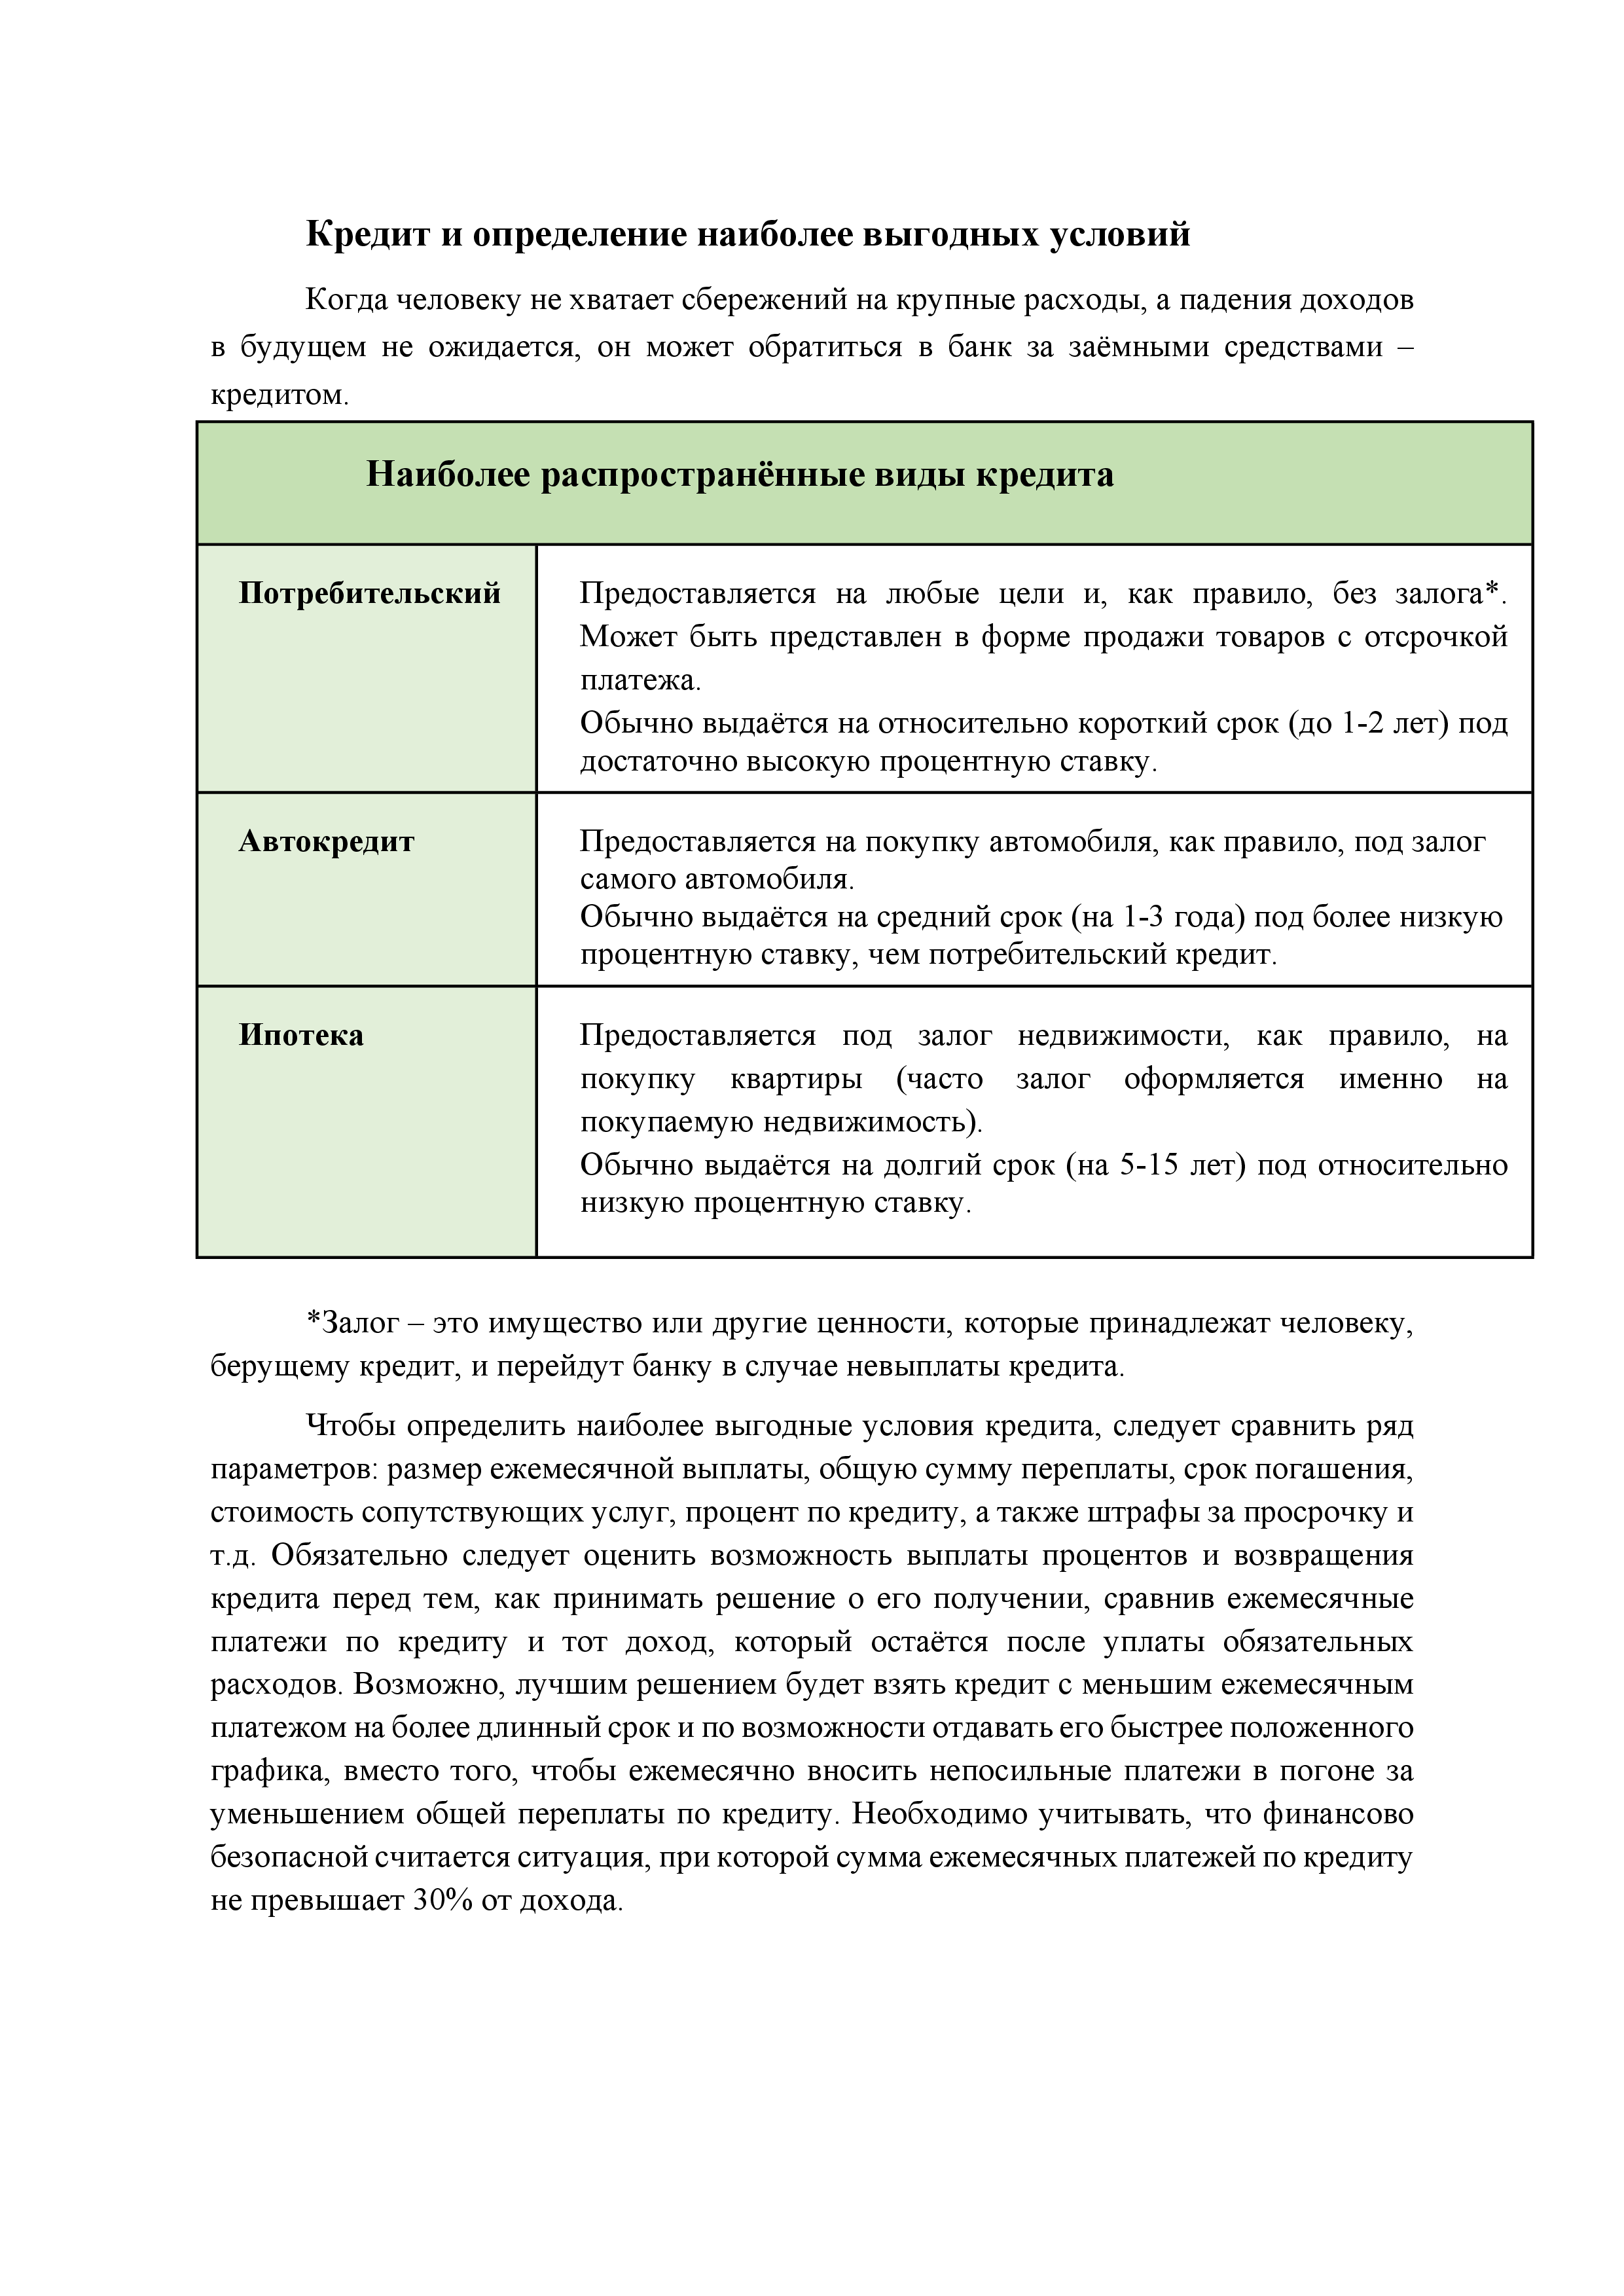 Кредит и определение наиболее выгодных условий
Когда человеку не хватает сбережений на крупные расходы, а падения доходов
в будущем не ожидается, он может обратиться в банк за заёмными средствами –
кредитом.
Наиболее распространённые виды кредита
Потребительский
Предоставляется на любые цели и, как правило, без залога*.
Может быть представлен в форме продажи товаров с отсрочкой
платежа.
Обычно выдаётся на относительно короткий срок (до 1-2 лет) под
достаточно высокую процентную ставку.
Автокредит
Предоставляется на покупку автомобиля, как правило, под залог
самого автомобиля.
Обычно выдаётся на средний срок (на 1-3 года) под более низкую
процентную ставку, чем потребительский кредит.
Ипотека
Предоставляется под залог недвижимости, как правило, на
покупку квартиры (часто залог оформляется именно на
покупаемую недвижимость).
Обычно выдаётся на долгий срок (на 5-15 лет) под относительно
низкую процентную ставку.
*Залог – это имущество или другие ценности, которые принадлежат человеку,
берущему кредит, и перейдут банку в случае невыплаты кредита.
Чтобы определить наиболее выгодные условия кредита, следует сравнить ряд
параметров: размер ежемесячной выплаты, общую сумму переплаты, срок погашения,
стоимость сопутствующих услуг, процент по кредиту, а также штрафы за просрочку и
т.д. Обязательно следует оценить возможность выплаты процентов и возвращения
кредита перед тем, как принимать решение о его получении, сравнив ежемесячные
платежи по кредиту и тот доход, который остаётся после уплаты обязательных
расходов. Возможно, лучшим решением будет взять кредит с меньшим ежемесячным
платежом на более длинный срок и по возможности отдавать его быстрее положенного
графика, вместо того, чтобы ежемесячно вносить непосильные платежи в погоне за
уменьшением общей переплаты по кредиту. Необходимо учитывать, что финансово
безопасной считается ситуация, при которой сумма ежемесячных платежей по кредиту
не превышает 30% от дохода.